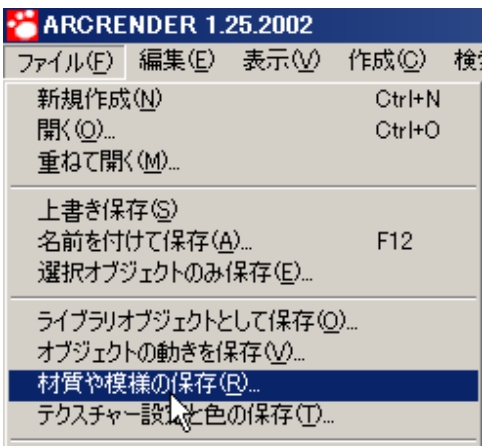 ARCRENDER 1.25.2002
ファイル(F) 編集(E) 表示(V) 作成(C) 検
新規作成(N) Ctrl+N
開く(O)... Ctrl+O
重ねて開く(M)...
上書き保存(S)
名前を付けて保存(A)... F12
選択オブジェクトのみ保存(E)...
ライブラリオブジェクトとして保存(O)...
オブジェクトの動きを保存(V)...
材質や模様の保存(R)...
テクスチャー設定と色の保存(T)...